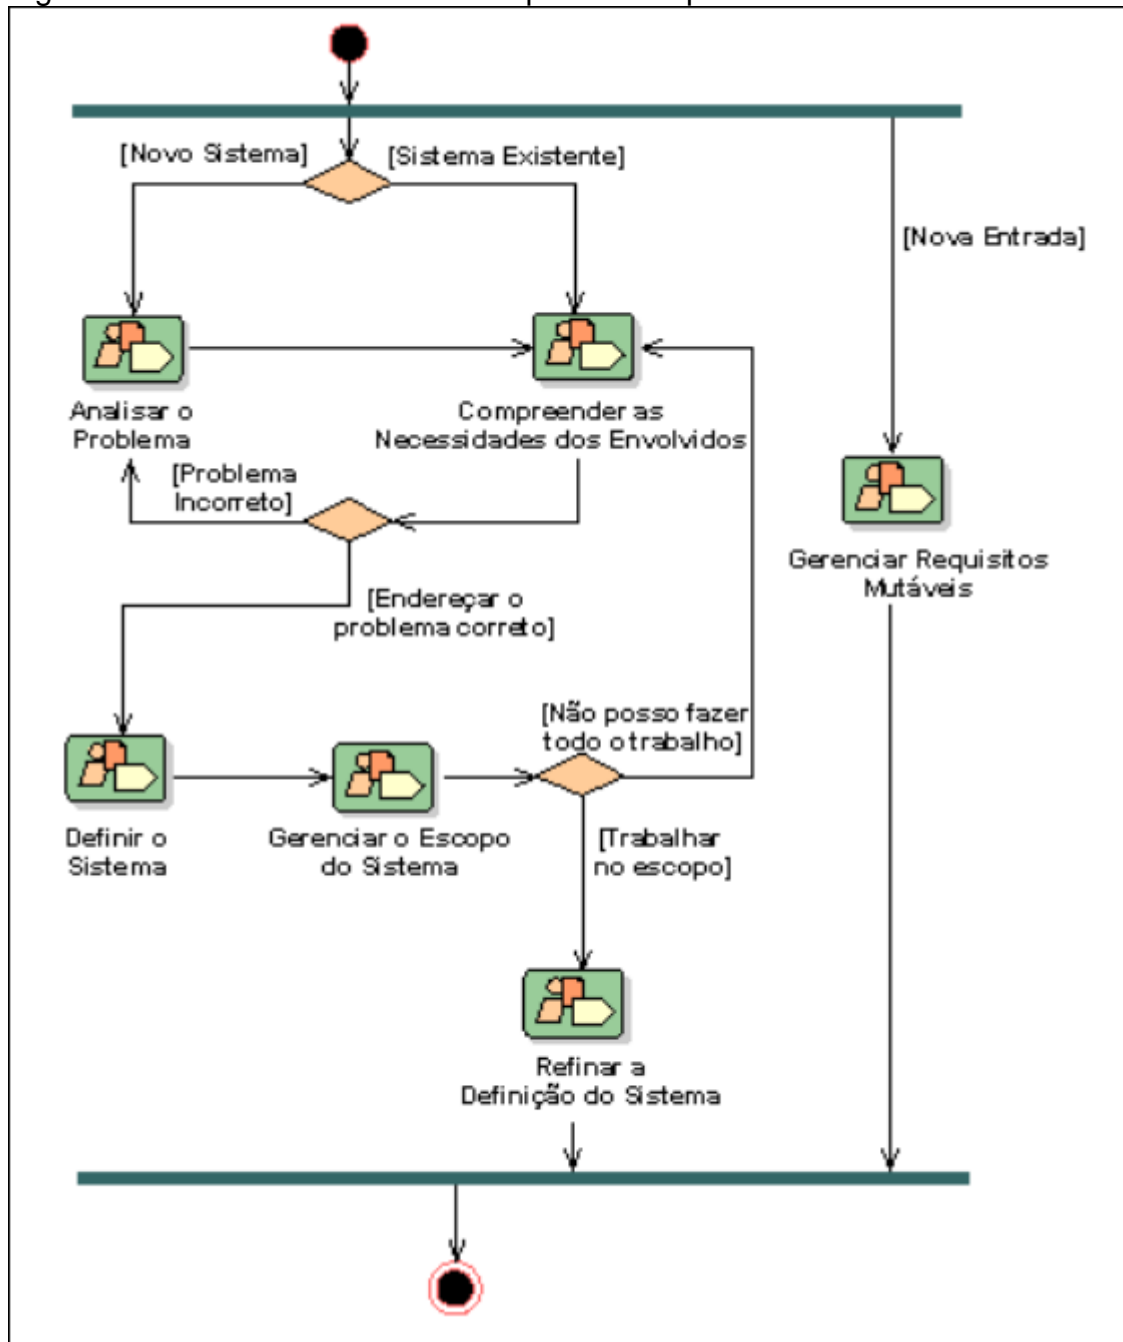 [Novo Sistema]
[Sistema Existente]
[Nova Entrada]
Analisar o
Problema
Compreender as
Necessidades dos Envolvidos
[Problema
Incorreto]
Gerenciar Requisitos
Mutáveis
[Endereçar o
problema correto]
[Não posso fazer
todo o trabalho]
Definir o
Sistema
Gerenciar o Escopo
do Sistema
[Trabalhar
no escopo]
Refinar a
Definição do Sistema